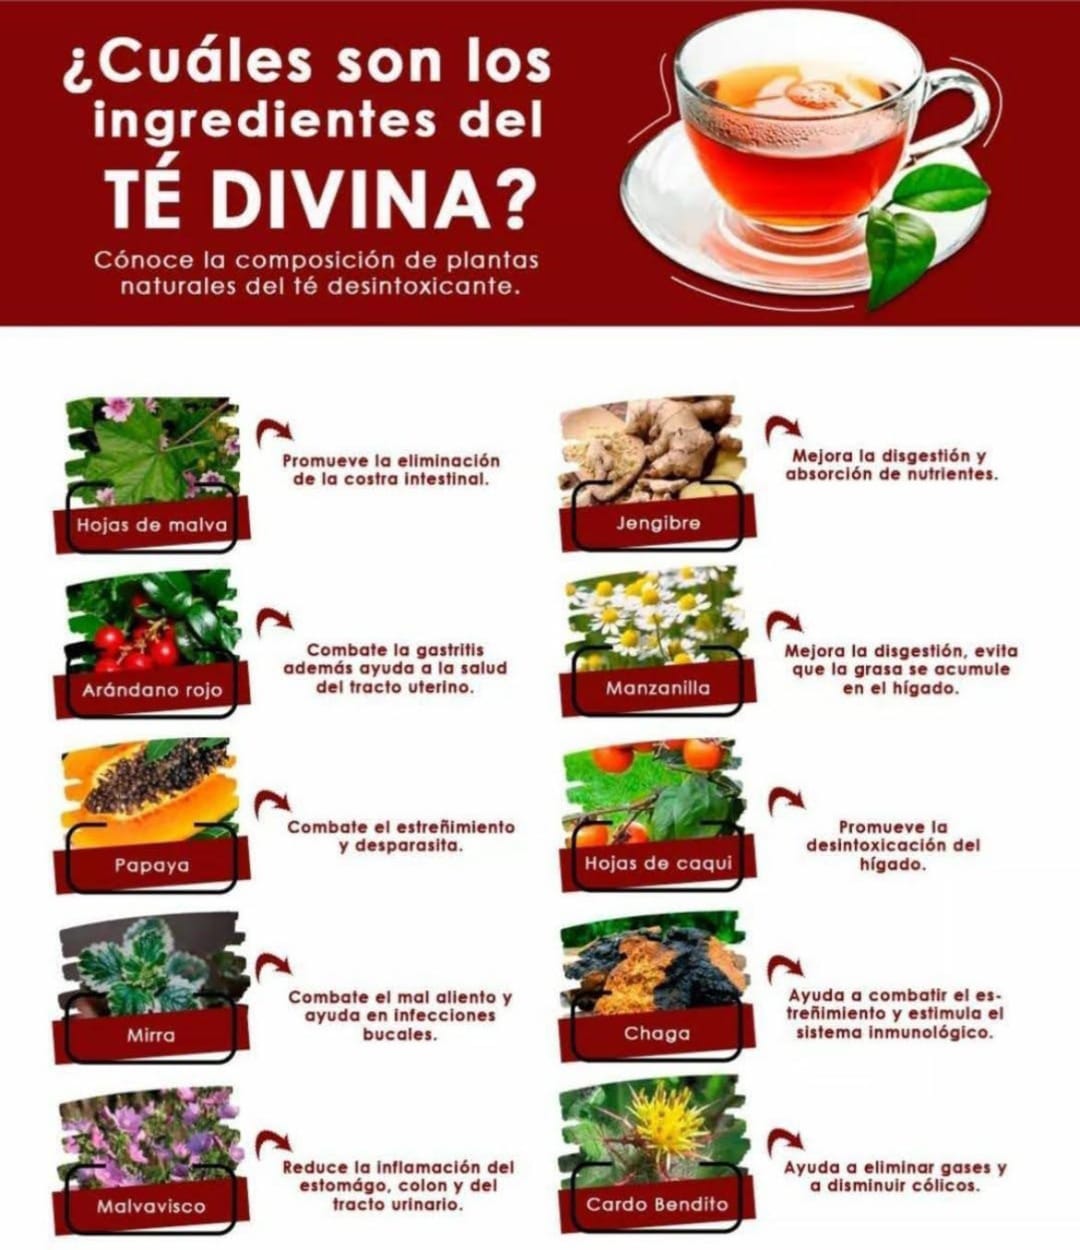 ¿Cuáles son los
ingredientes del
TÉ DIVINA?
Cónoce la composición de plantas
naturales del té desintoxicante.
Promueve la eliminación
de la costra intestinal.
Hojas de malva
Mejora la disgestión y
absorción de nutrientes.
Jengibre
Combate la gastritis
además ayuda a la salud
del tracto uterino.
Arándano rojo
Mejora la disgestión, evita
que la grasa se acumule
en el hígado.
Manzanilla
Combate el estreñimiento
y desparasita.
Papaya
Promueve la
desintoxicación del
hígado.
Hojas de caqui
Combate el mal aliento y
ayuda en infecciones
bucales.
Mirra
Ayuda a combatir el es-
treñimiento y estimula el
sistema inmunológico.
Chaga
Reduce la inflamación del
estomágo, colon y del
tracto urinario.
Malvavisco
Ayuda a eliminar gases y
a disminuir cólicos.
Cardo Bendito